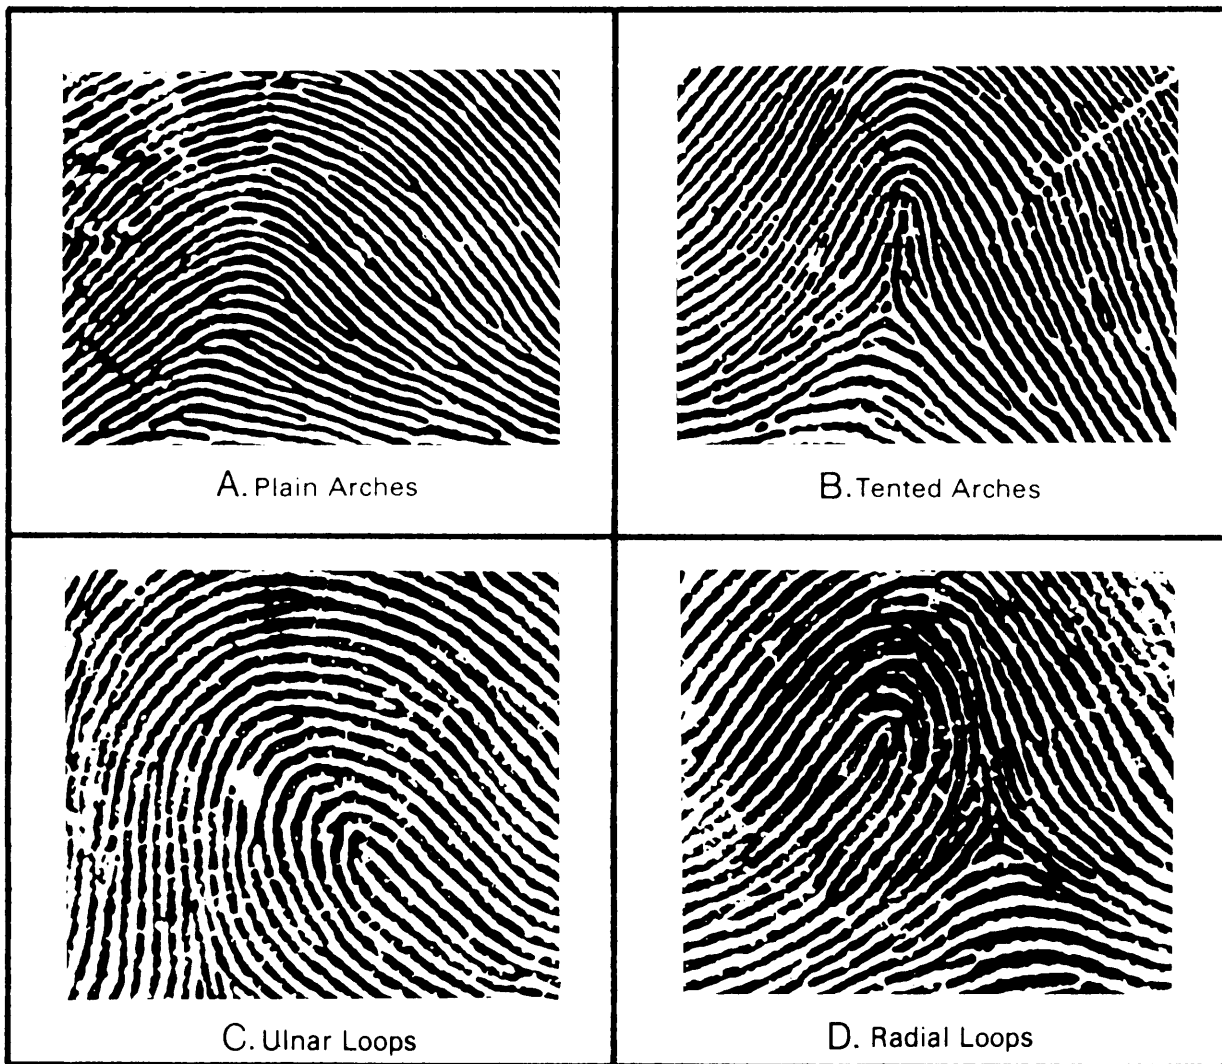 A. Plain Arches
B. Tented Arches
C. Ulnar Loops
D. Radial Loops